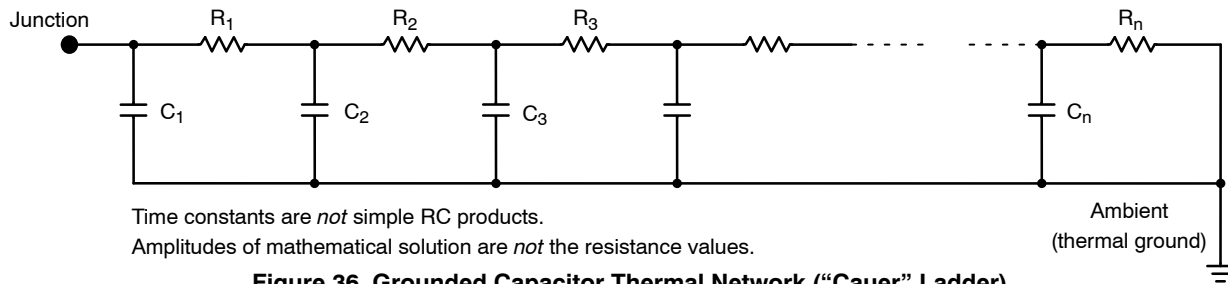 Junction
R1
R2
R3
Rn
C1
C2
C3
Cn
Time constants are not simple RC products.
Amplitudes of mathematical solution are not the resistance values.
Ambient
(thermal ground)
Figure 36. Grounded Capacitor Thermal Network (“Cauer” Ladder)